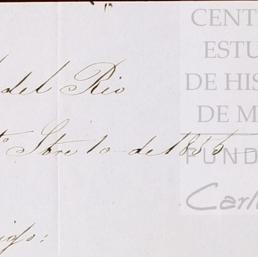 CENT
ESTU
DE HIS
DE M
FUND
Carl
del Rio
Sbre 10 de 1855